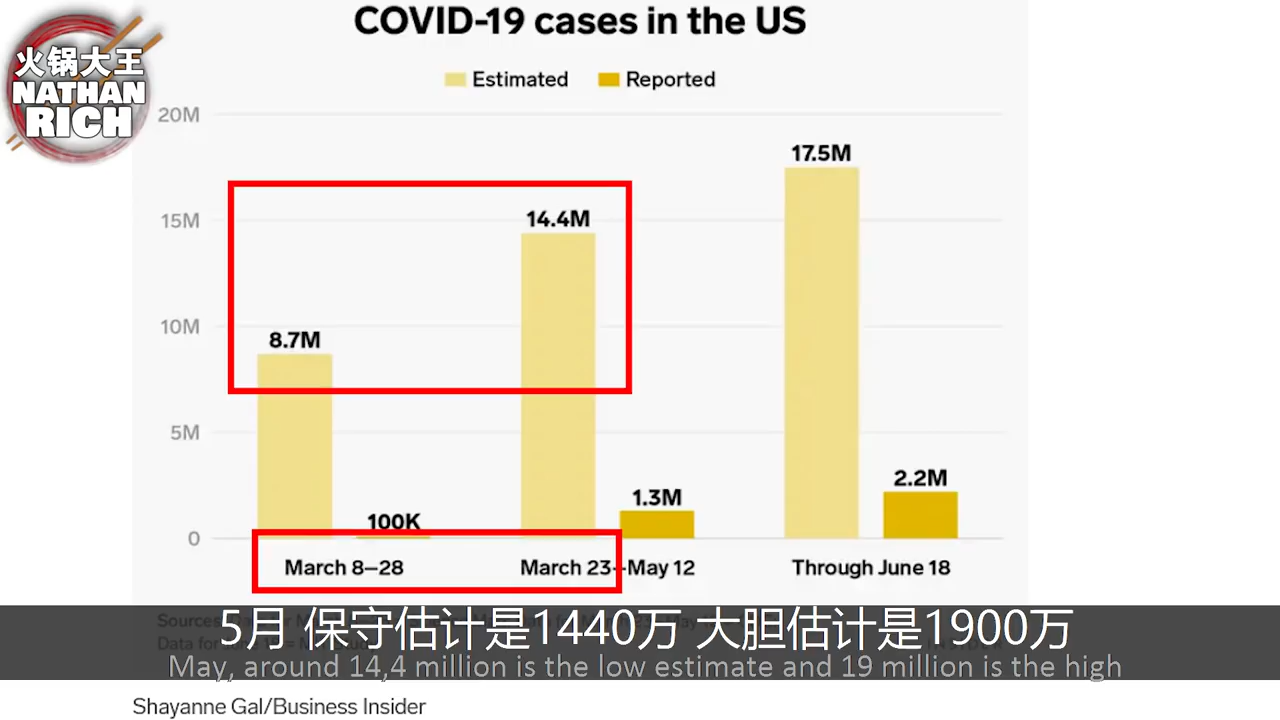 火锅大王
NATHAN
RICH
COVID-19 cases in the US
Estimated Reported
20M
15M
10M
5M
0
8.7M
100K
14.4M
1.3M
17.5M
2.2M
March 8–28
March 23–May 12
Through June 18
5月 保守估计是1440万 大胆估计是1900万
May, around 14,4 million is the low estimate and 19 million is the high
Shayanne Gal/Business Insider